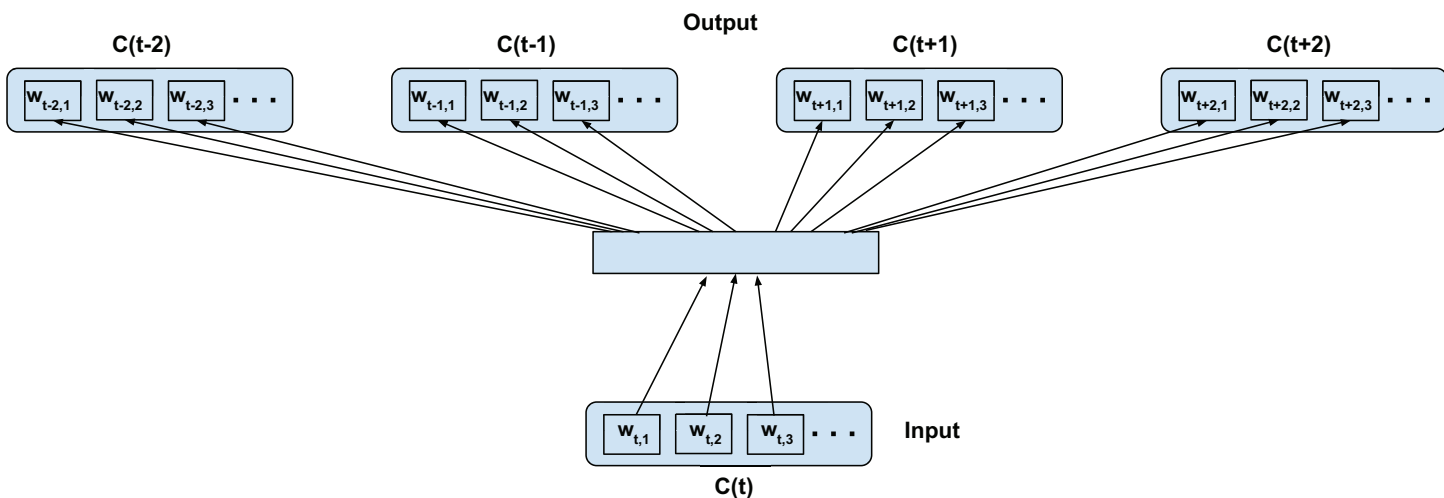 Output
C(t-2) C(t-1) C(t+1) C(t+2)
w_{t-2,1} w_{t-2,2} w_{t-2,3} . . . w_{t-1,1} w_{t-1,2} w_{t-1,3} . . . w_{t+1,1} w_{t+1,2} w_{t+1,3} . . . w_{t+2,1} w_{t+2,2} w_{t+2,3} . . .
w_{t,1} w_{t,2} w_{t,3} . . . Input
C(t)